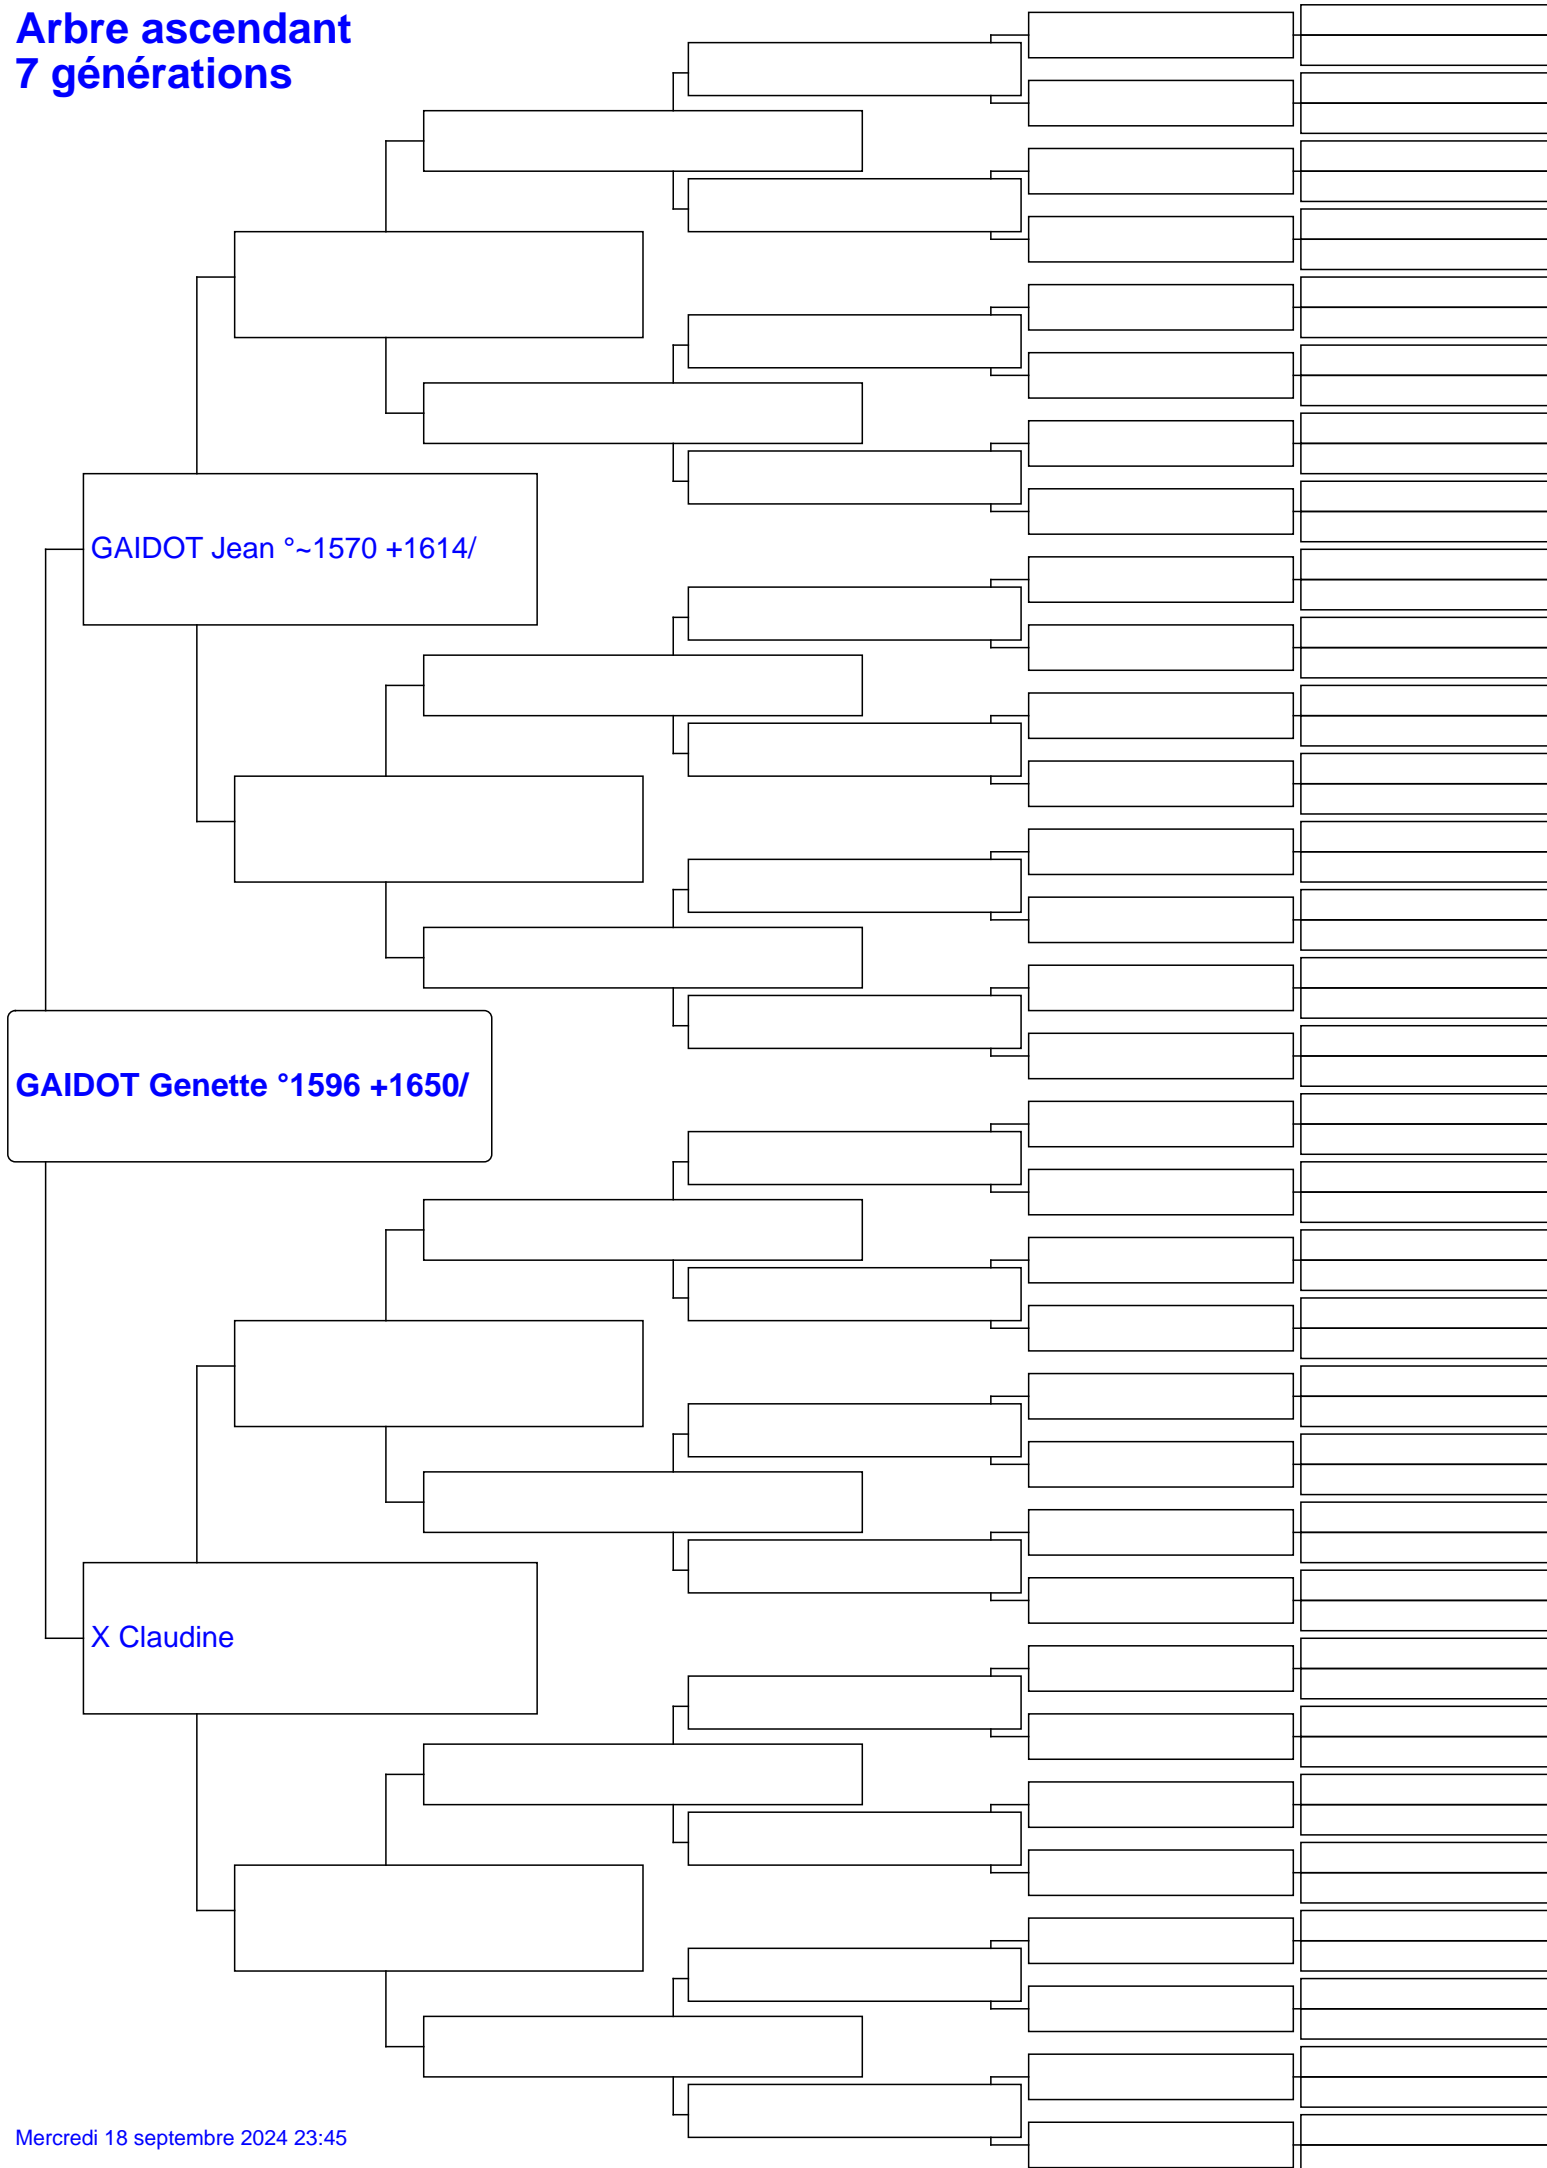 Arbre ascendant
7 générations
GAIDOT Jean °~1570 +1614/
GAIDOT Genette °1596 +1650/
X Claudine
Mercredi 18 septembre 2024 23:45